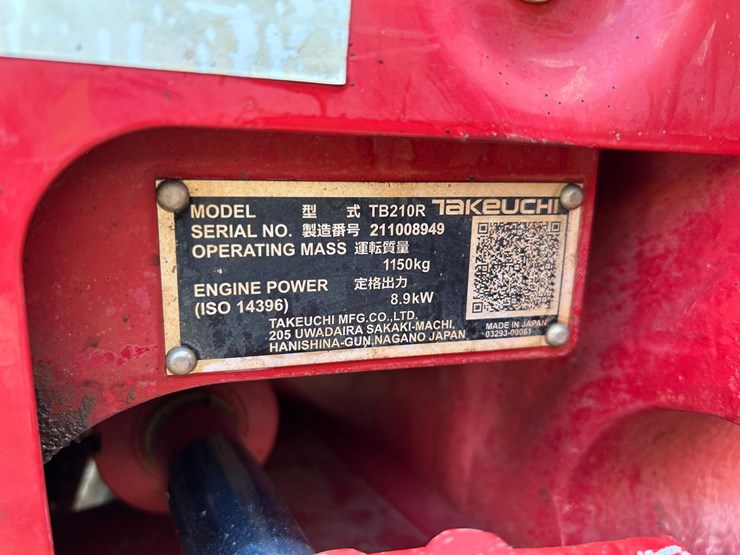 MODEL 型 式 TB210R TAKEUCHI
SERIAL NO. 製造番号 211008949
OPERATING MASS 運転質量
1150kg
ENGINE POWER 定格出力
(ISO 14396) 8.9kW
TAKEUCHI MFG.CO.,LTD.
205 UWADAIRA SAKAKI-MACHI,
HANISHINA-GUN,NAGANO JAPAN
MADE IN JAPAN
03293-00061